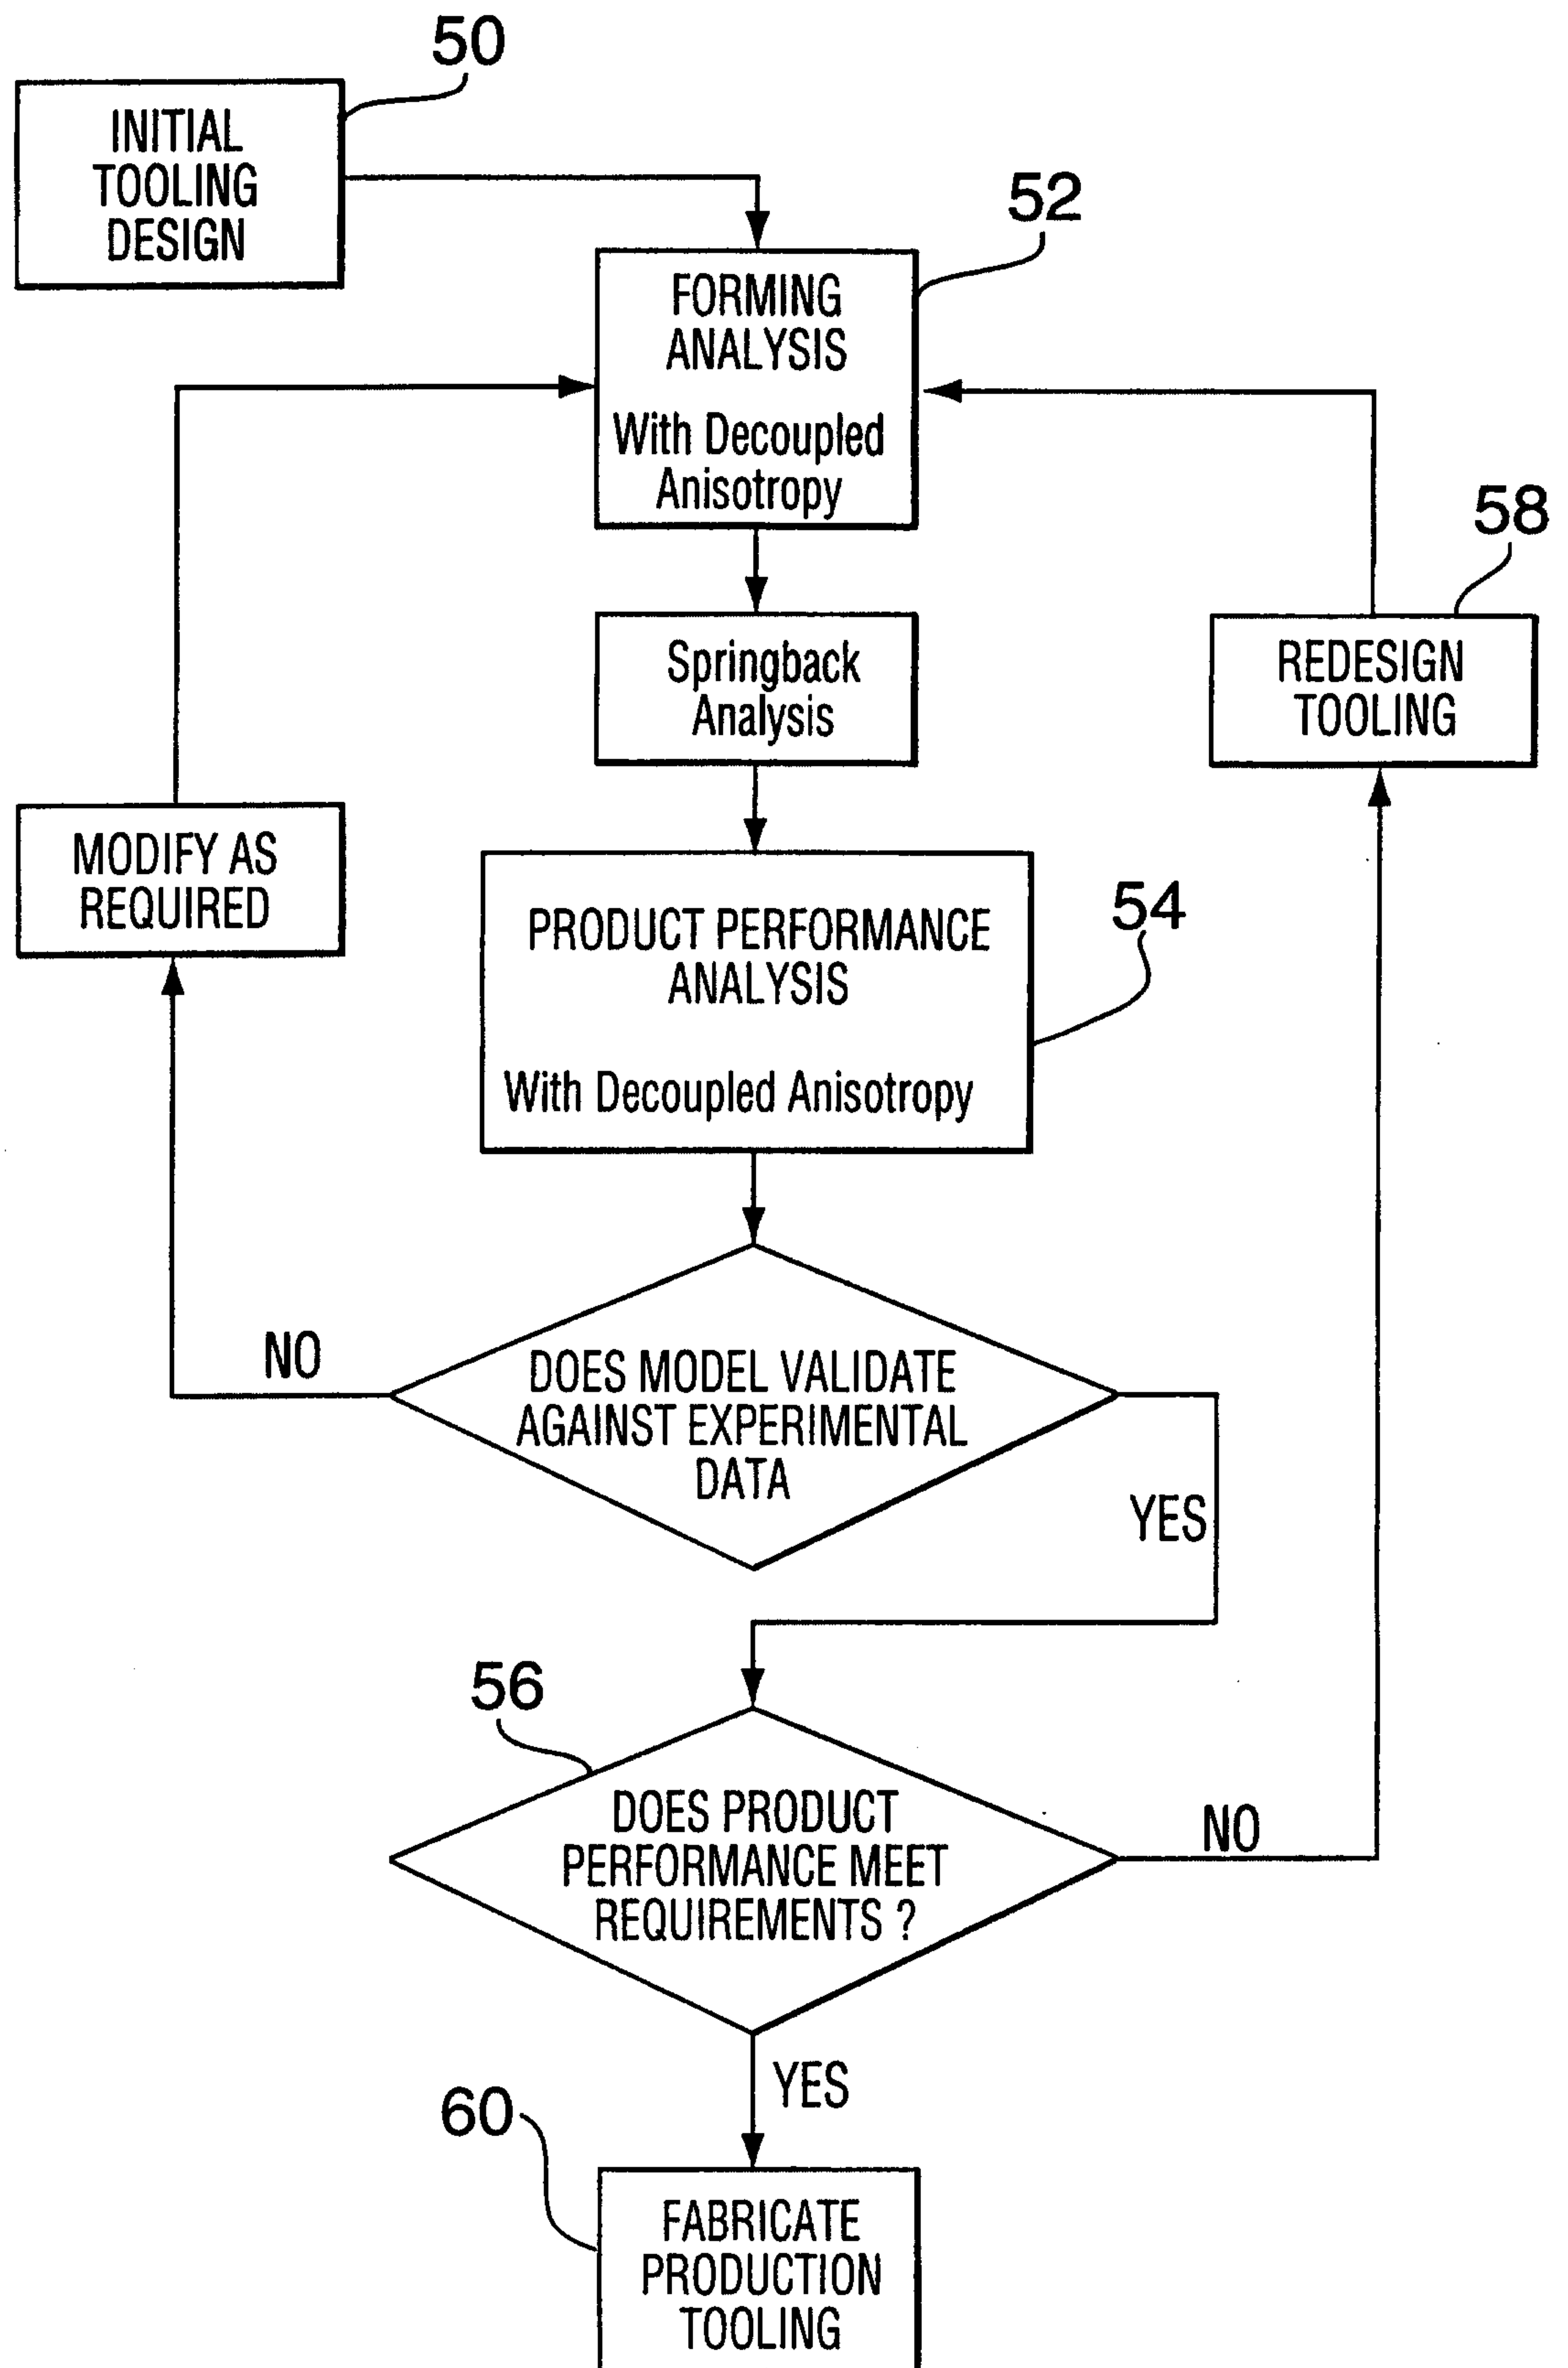 50
INITIAL
TOOLING
DESIGN
52
FORMING
ANALYSIS
With Decoupled
Anisotropy
58
Springback
Analysis
REDESIGN
TOOLING
MODIFY AS
REQUIRED
54
PRODUCT PERFORMANCE
ANALYSIS
With Decoupled Anisotropy
NO
DOES MODEL VALIDATE
AGAINST EXPERIMENTAL
DATA
YES
56
DOES PRODUCT
PERFORMANCE MEET
REQUIREMENTS ?
NO
YES
60
FABRICATE
PRODUCTION
TOOLING